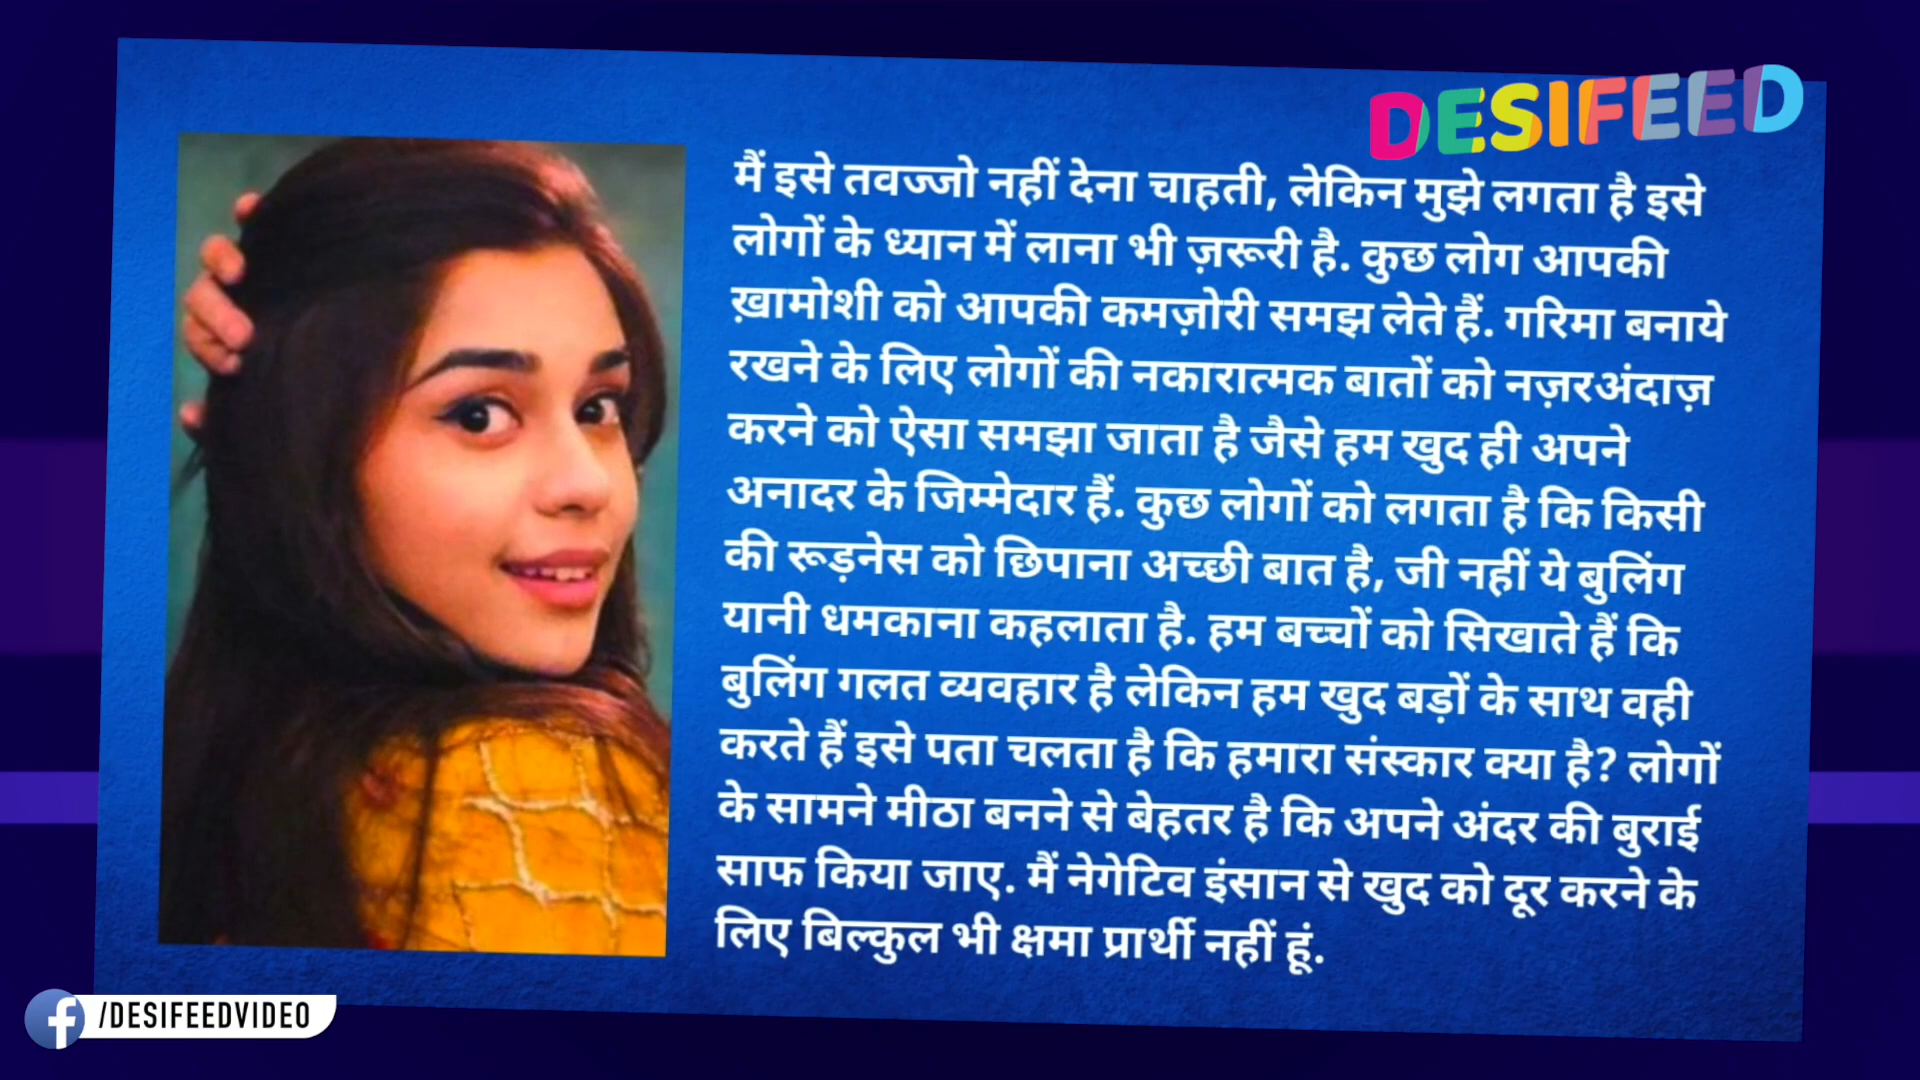 DESIFEED
मैं इसे तवज्जो नहीं देना चाहती, लेकिन मुझे लगता है इसे
लोगों के ध्यान में लाना भी ज़रूरी है. कुछ लोग आपकी
ख़ामोशी को आपकी कमज़ोरी समझ लेते हैं. गरिमा बनाये
रखने के लिए लोगों की नकारात्मक बातों को नज़रअंदाज़
करने को ऐसा समझा जाता है जैसे हम खुद ही अपने
अनादर के जिम्मेदार हैं. कुछ लोगों को लगता है कि किसी
की रूड़नेस को छिपाना अच्छी बात है, जी नहीं ये बुलिंग
यानी धमकाना कहलाता है. हम बच्चों को सिखाते हैं कि
बुलिंग गलत व्यवहार है लेकिन हम खुद बड़ों के साथ वही
करते हैं इसे पता चलता है कि हमारा संस्कार क्या है? लोगों
के सामने मीठा बनने से बेहतर है कि अपने अंदर की बुराई
साफ किया जाए. मैं नेगेटिव इंसान से खुद को दूर करने के
लिए बिल्कुल भी क्षमा प्रार्थी नहीं हूं.
f /DESIFEEDVIDEO